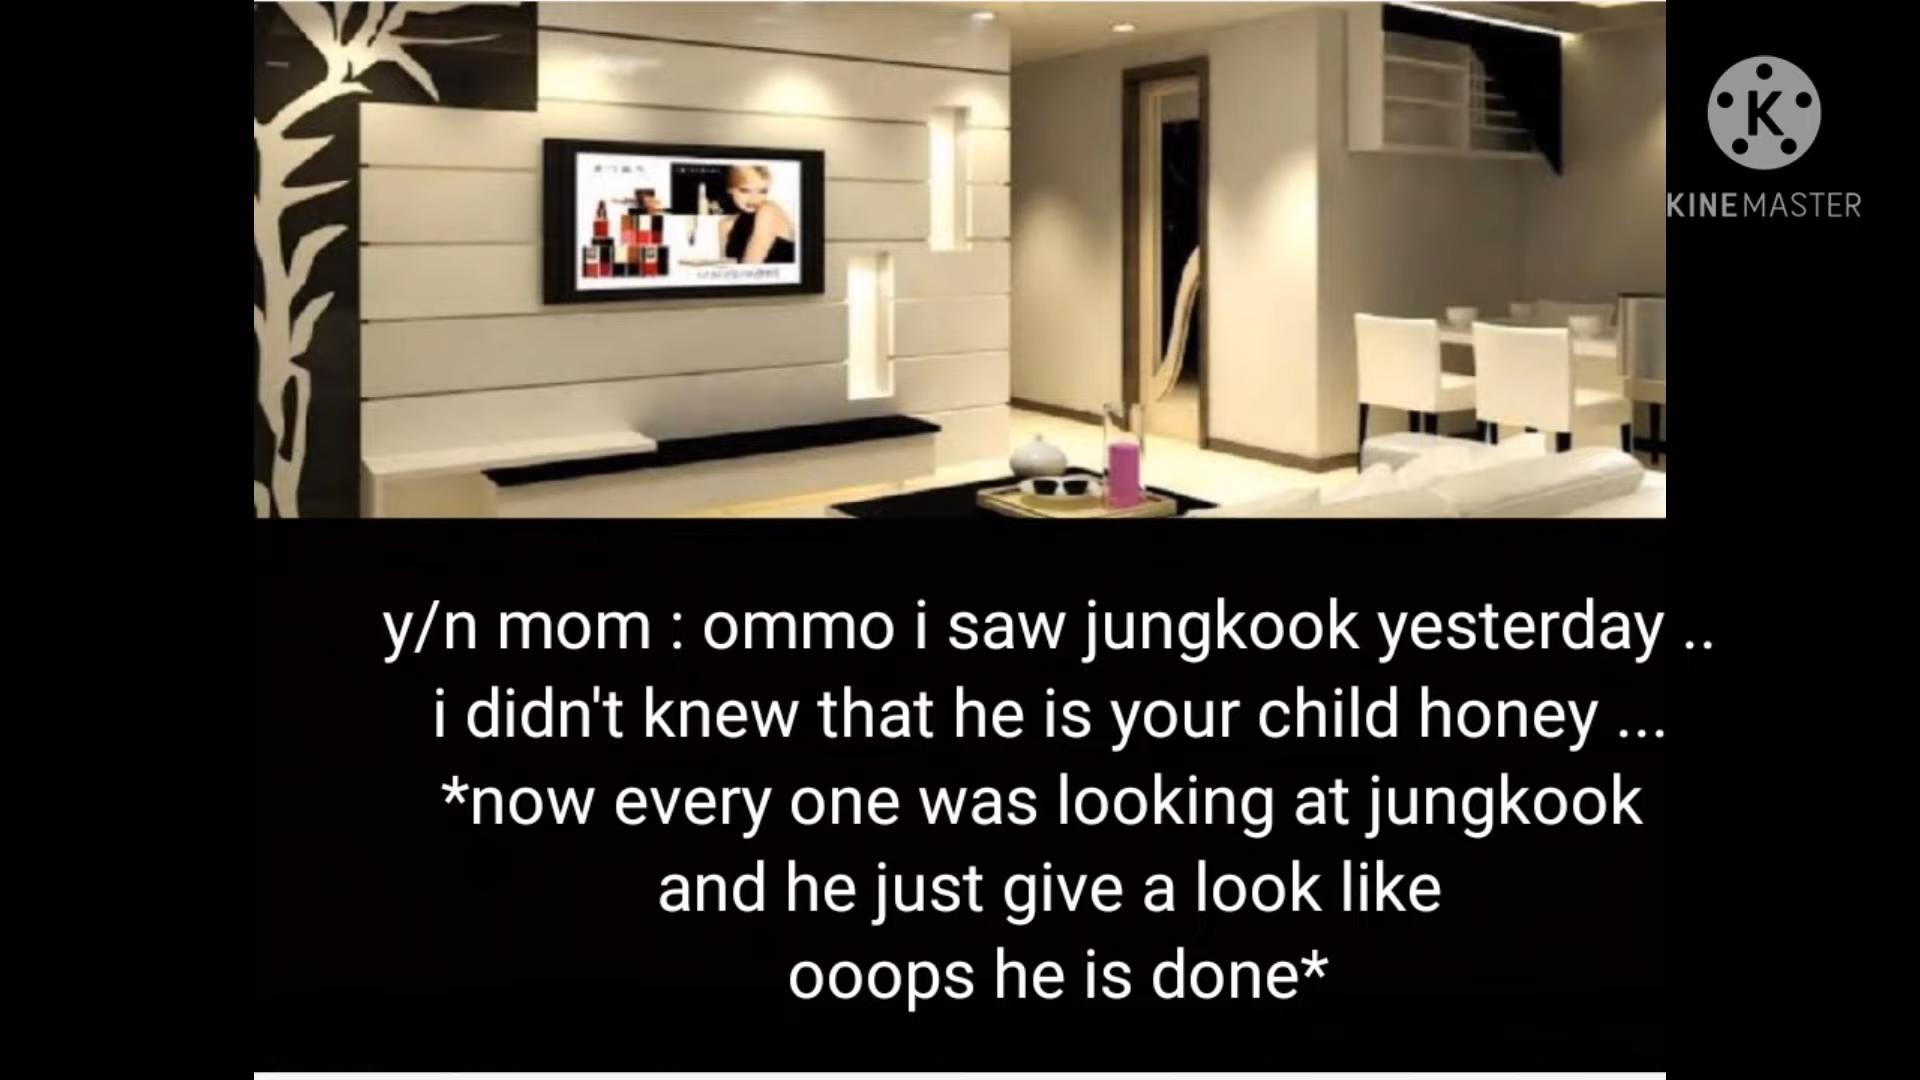 KINEMASTER
y/n mom : ommo i saw jungkook yesterday ..
i didn't knew that he is your child honey ...
*now every one was looking at jungkook
and he just give a look like
ooops he is done*